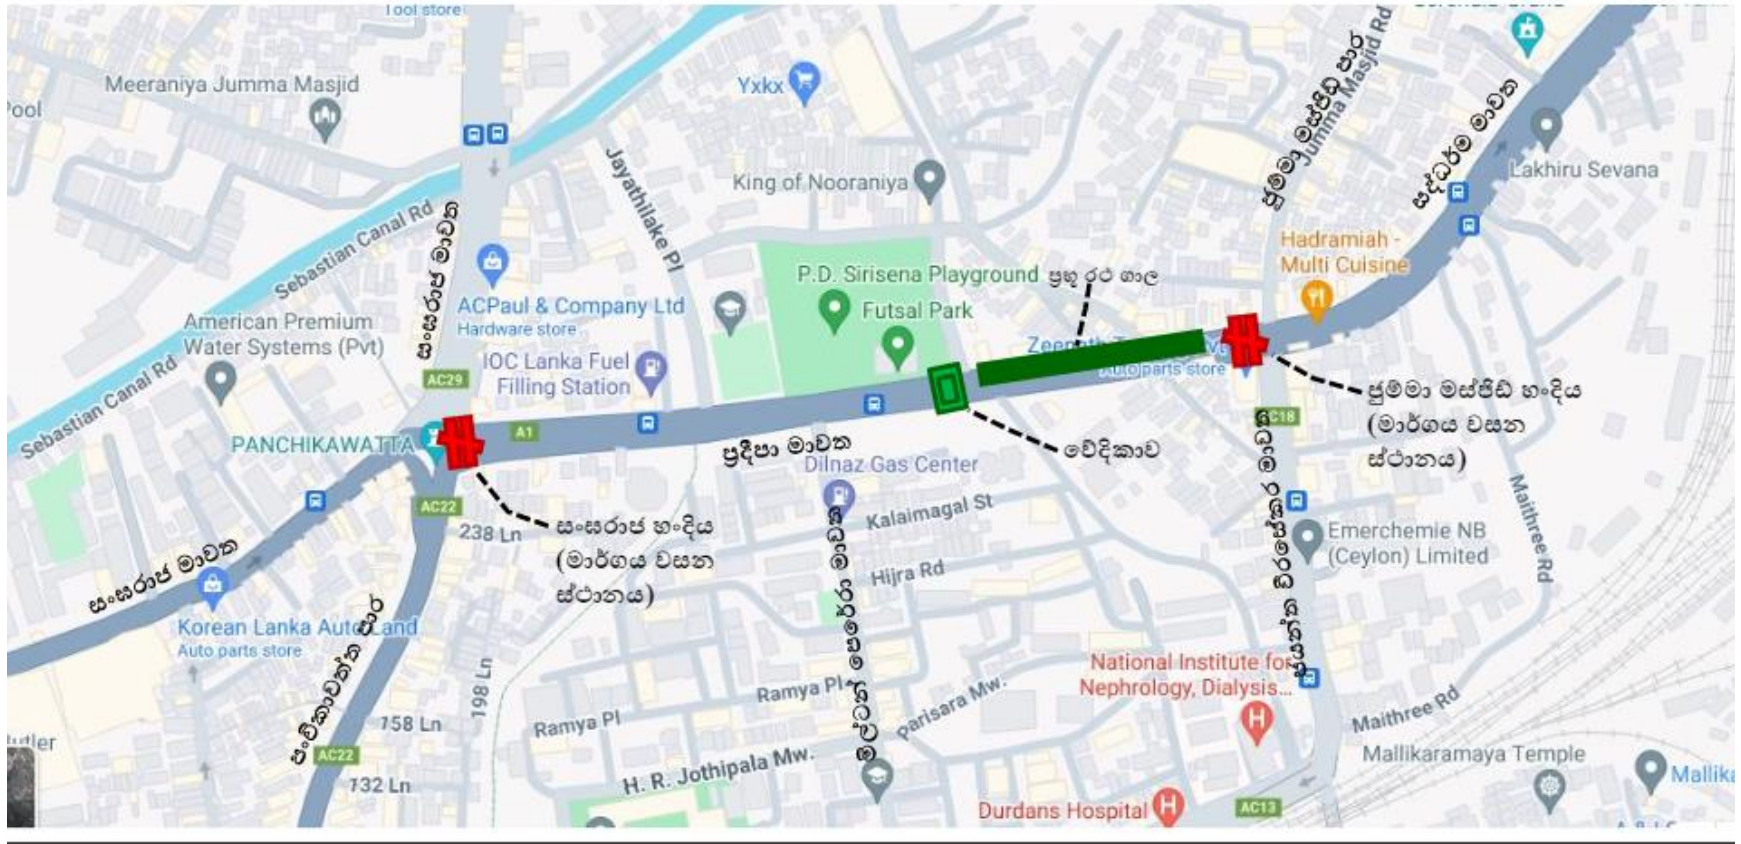 Tool store
Meeraniya Jumma Masjid
Pool
Yxkx
Jumma Masjid Rd
ජුම්මා මස්ජිඩ් පාර
සද්ධර්ම මාවත
Lakhiru Sevana
King of Nooraniya
Jayathilake Pl
Sebastian Canal Rd
සංඝරාජ මාවත
Hadramiah -
Multi Cuisine
P.D. Sirisena Playground
ප්‍රභූ රථ ගාල
Futsal Park
ACPaul & Company Ltd
Hardware store
American Premium
Water Systems (Pvt)
IOC Lanka Fuel
Filling Station
AC29
Auto parts store
Sebastian Canal Rd
ජුම්මා මස්ජිඩ් හංදිය
(මාර්ගය වසන
ස්ථානය)
AC18
PANCHIKAWATTA
A1
ප්‍රදීපා මාවත
වේදිකාව
Dilnaz Gas Center
AC22
238 Ln
සංඝරාජ හංදිය
(මාර්ගය වසන
ස්ථානය)
Kalaimagal St
Hijra Rd
Emerchemie NB
(Ceylon) Limited
Maithree Rd
සංඝරාජ මාවත
Korean Lanka Auto Land
Auto parts store
පංචිකාවත්ත පාර
198 Ln
National Institute for
Nephrology, Dialysis...
Ramya Pl
Ramya Pl
Parisara Mw.
Maithree Rd
158 Ln
AC22
132 Ln
H. R. Jothipala Mw.
Mallikaramaya Temple
Mallika
Durdans Hospital
AC13